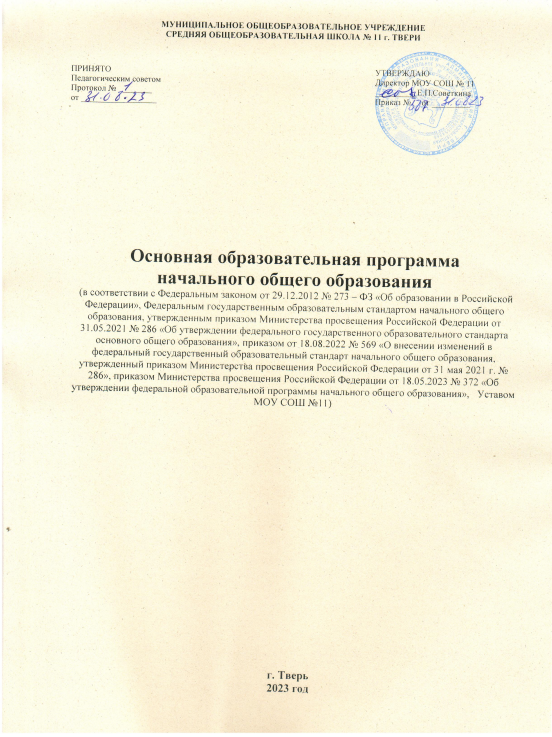 МУНИЦИПАЛЬНОЕ ОБЩЕОБРАЗОВАТЕЛЬНОЕ УЧРЕЖДЕНИЕ
СРЕДНЯЯ ОБЩЕОБРАЗОВАТЕЛЬНАЯ ШКОЛА № 11 г. ТВЕРИ
ПРИНЯТО
Педагогическим советом
Протокол № 1
от 31.08.23
УТВЕРЖДАЮ
Директор МОУ СОШ № 11
Е.П.Советкина
Приказ № 31.08.23
Основная образовательная программа
начального общего образования
(в соответствии с Федеральным законом от 29.12.2012 № 273 – ФЗ «Об образовании в Российской
Федерации», Федеральным государственным образовательным стандартом начального общего
образования, утвержденным приказом Министерства просвещения Российской Федерации от
31.05.2021 № 286 «Об утверждении федерального государственного образовательного стандарта
основного общего образования», приказом от 18.08.2022 № 569 «О внесении изменений в
федеральный государственный образовательный стандарт начального общего образования,
утвержденный приказом Министерства просвещения Российской Федерации от 31 мая 2021 г. №
286», приказом Министерства просвещения Российской Федерации от 18.05.2023 № 372 «Об
утверждении федеральной образовательной программы начального общего образования», Уставом
МОУ СОШ №11)
г. Тверь
2023 год